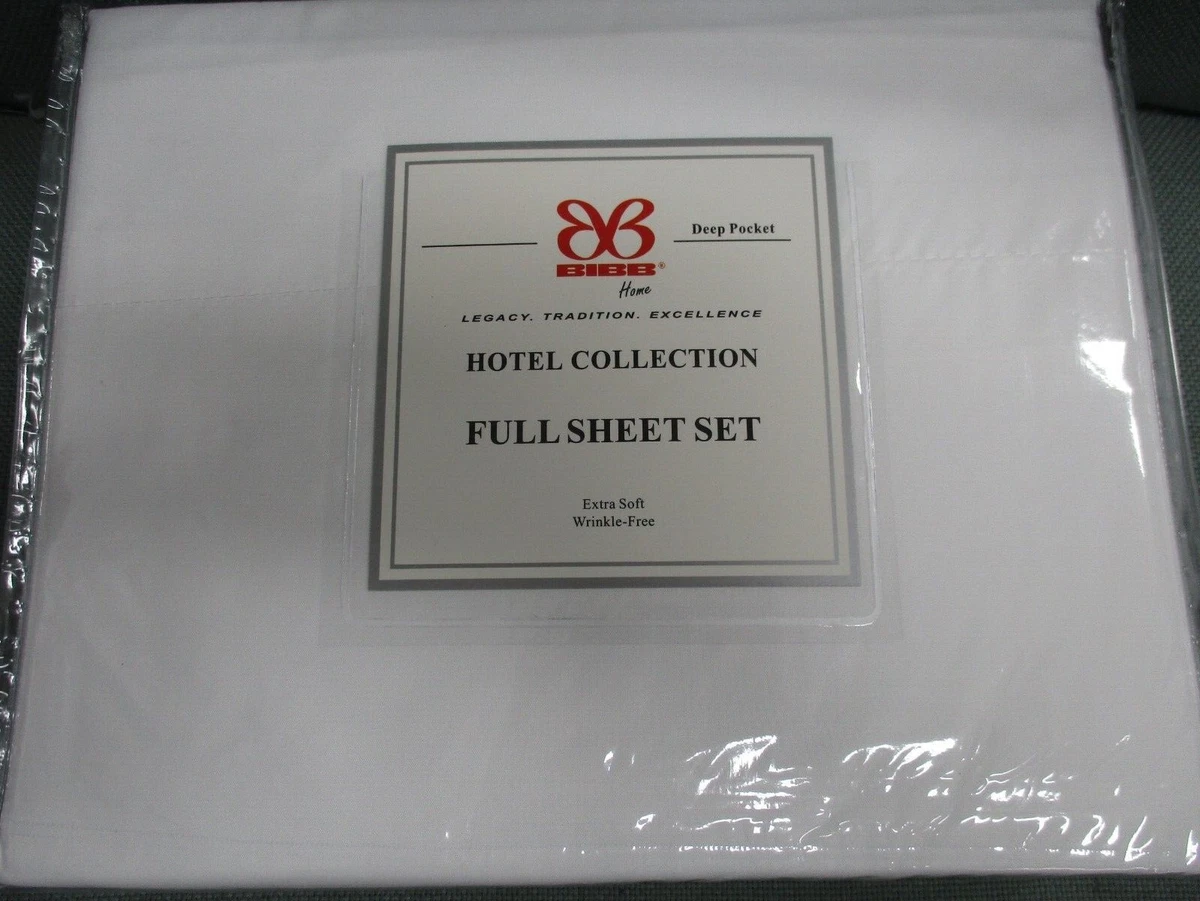 Deep Pocket
BIBB®
Home
LEGACY. TRADITION. EXCELLENCE
HOTEL COLLECTION
FULL SHEET SET
Extra Soft
Wrinkle-Free